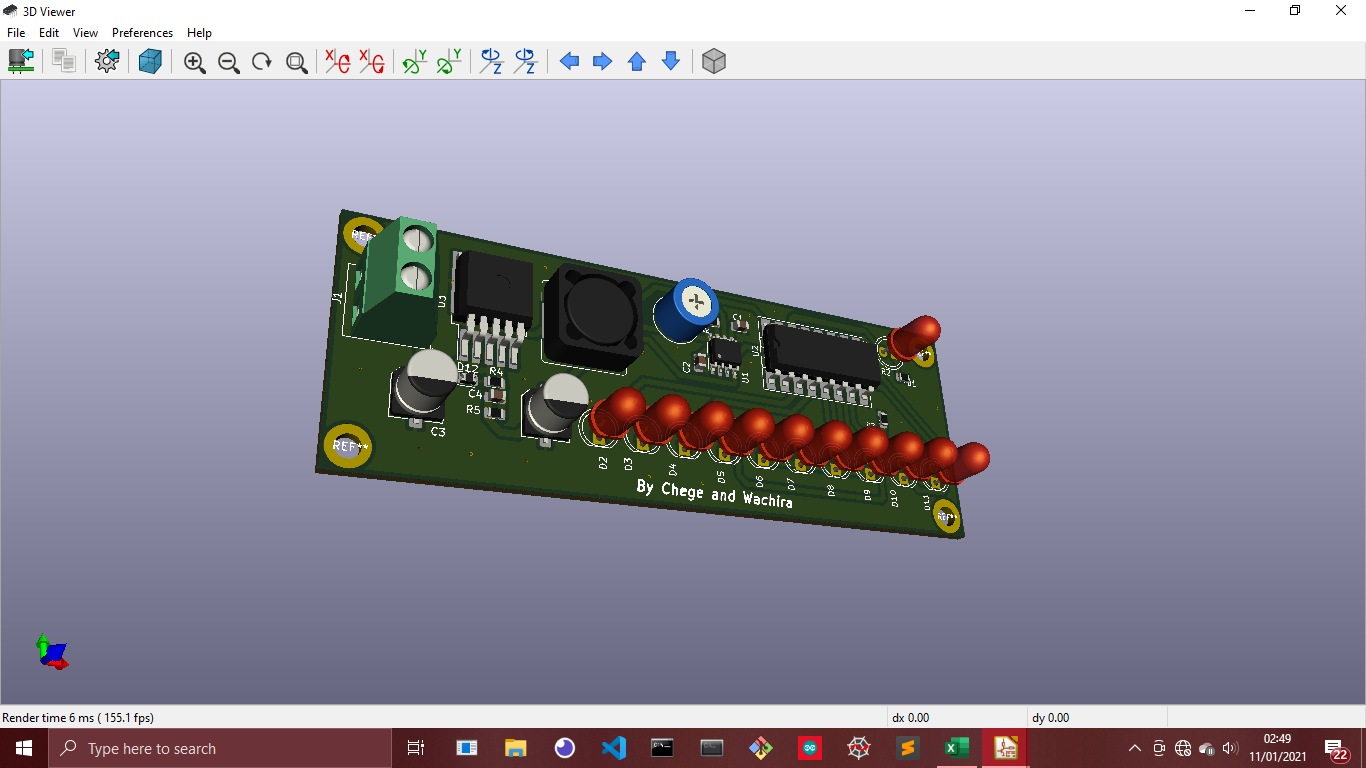 3D Viewer
File Edit View Preferences Help
REF**
J1
U3
C1
U2
C2
U1
R2
D1
D12 R4
C4
R5
C3
REF**
D2
D3
D4
D5
D6
D7
D8
D9
D10
D11
By Chege and Wachira
REF**
Render time 6 ms ( 155.1 fps)
dx 0.00
dy 0.00
Type here to search
02:49
11/01/2021
22